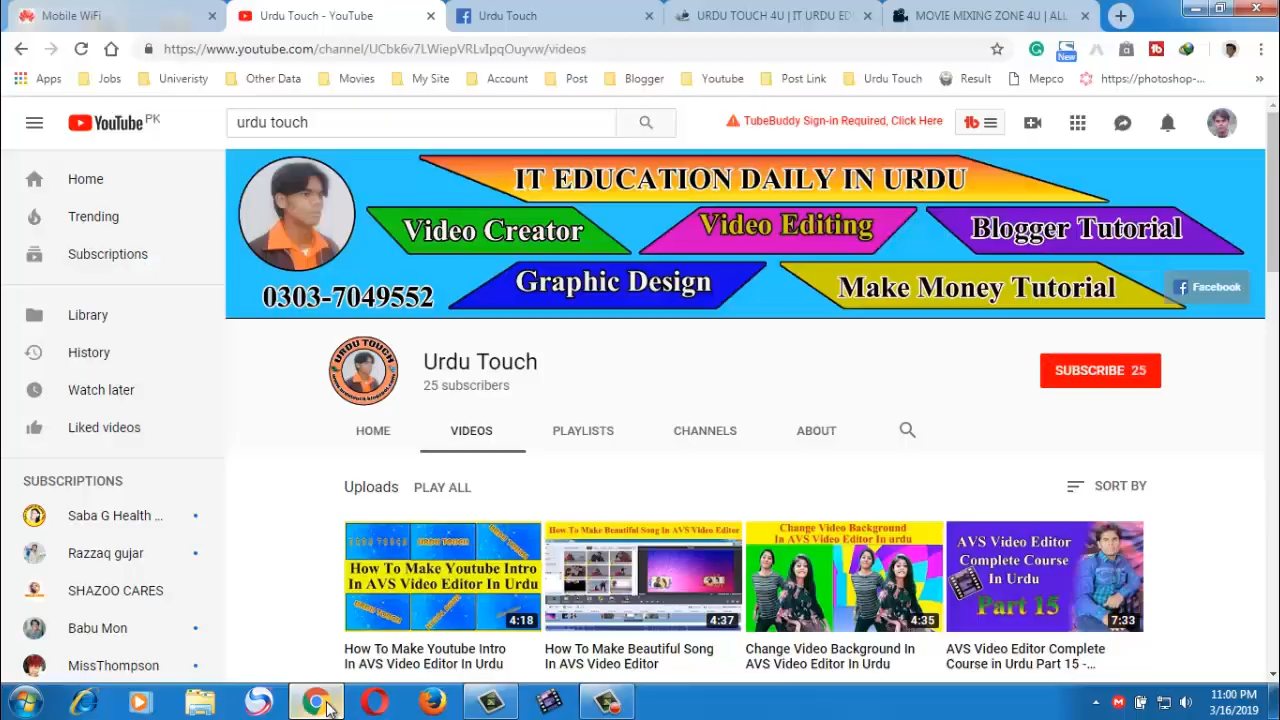 Mobile WiFi
Urdu Touch - YouTube
Urdu Touch
URDU TOUCH 4U | IT URDU ED
MOVIE MIXING ZONE 4U | ALL
https://www.youtube.com/channel/UCbk6v7LWiepVRLvIpqOuyvw/videos
New
Apps
Jobs
Univeristy
Other Data
Movies
My Site
Account
Post
Blogger
Youtube
Post Link
Urdu Touch
Result
Mepco
https://photoshop-...
YouTube PK
urdu touch
TubeBuddy Sign-in Required, Click Here
tb
Home
Trending
Subscriptions
Library
History
Watch later
Liked videos
SUBSCRIPTIONS
Saba G Health ...
Razzaq gujar
SHAZOO CARES
Babu Mon
MissThompson
IT EDUCATION DAILY IN URDU
Video Creator
Video Editing
Blogger Tutorial
Graphic Design
Make Money Tutorial
0303-7049552
Facebook
URDU TOUCH
Urdu Touch
25 subscribers
SUBSCRIBE 25
HOME
VIDEOS
PLAYLISTS
CHANNELS
ABOUT
Uploads
PLAY ALL
SORT BY
How To Make Youtube Intro
In AVS Video Editor In Urdu
4:18
How To Make Beautiful Song In AVS Video Editor
4:37
Change Video Background
In AVS Video Editor In urdu
4:35
AVS Video Editor
Complete Course
In Urdu
Part 15
7:33
How To Make Youtube Intro
In AVS Video Editor In Urdu
How To Make Beautiful Song
In AVS Video Editor
Change Video Background In
AVS Video Editor In Urdu
AVS Video Editor Complete
Course in Urdu Part 15 -...
11:00 PM
3/16/2019